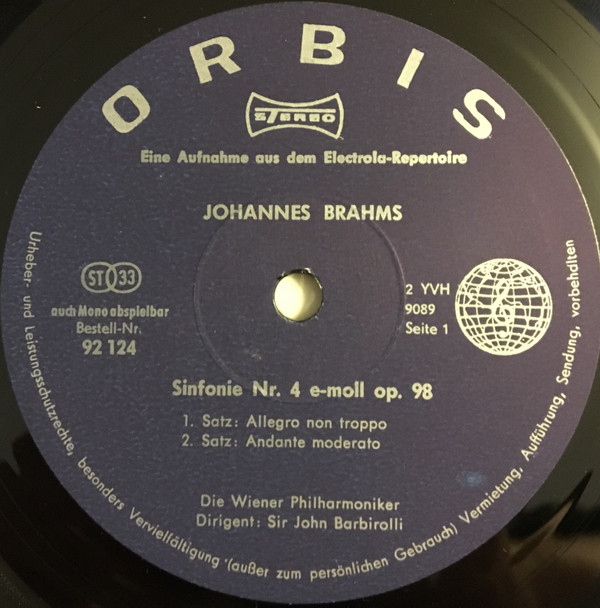 ORBIS
STEREO
Eine Aufnahme aus dem Electrola-Repertoire
JOHANNES BRAHMS
ST 33
auch Mono abspielbar
Bestell-Nr.
92 124
2 YVH
9089
Seite 1
Sinfonie Nr. 4 e-moll op. 98
1. Satz: Allegro non troppo
2. Satz: Andante moderato
Die Wiener Philharmoniker
Dirigent: Sir John Barbirolli
Urheber- und Leistungsschutzrechte, besonders Vervielfältigung (außer zum persönlichen Gebrauch) Vermietung, Aufführung, Sendung, vorbehalten